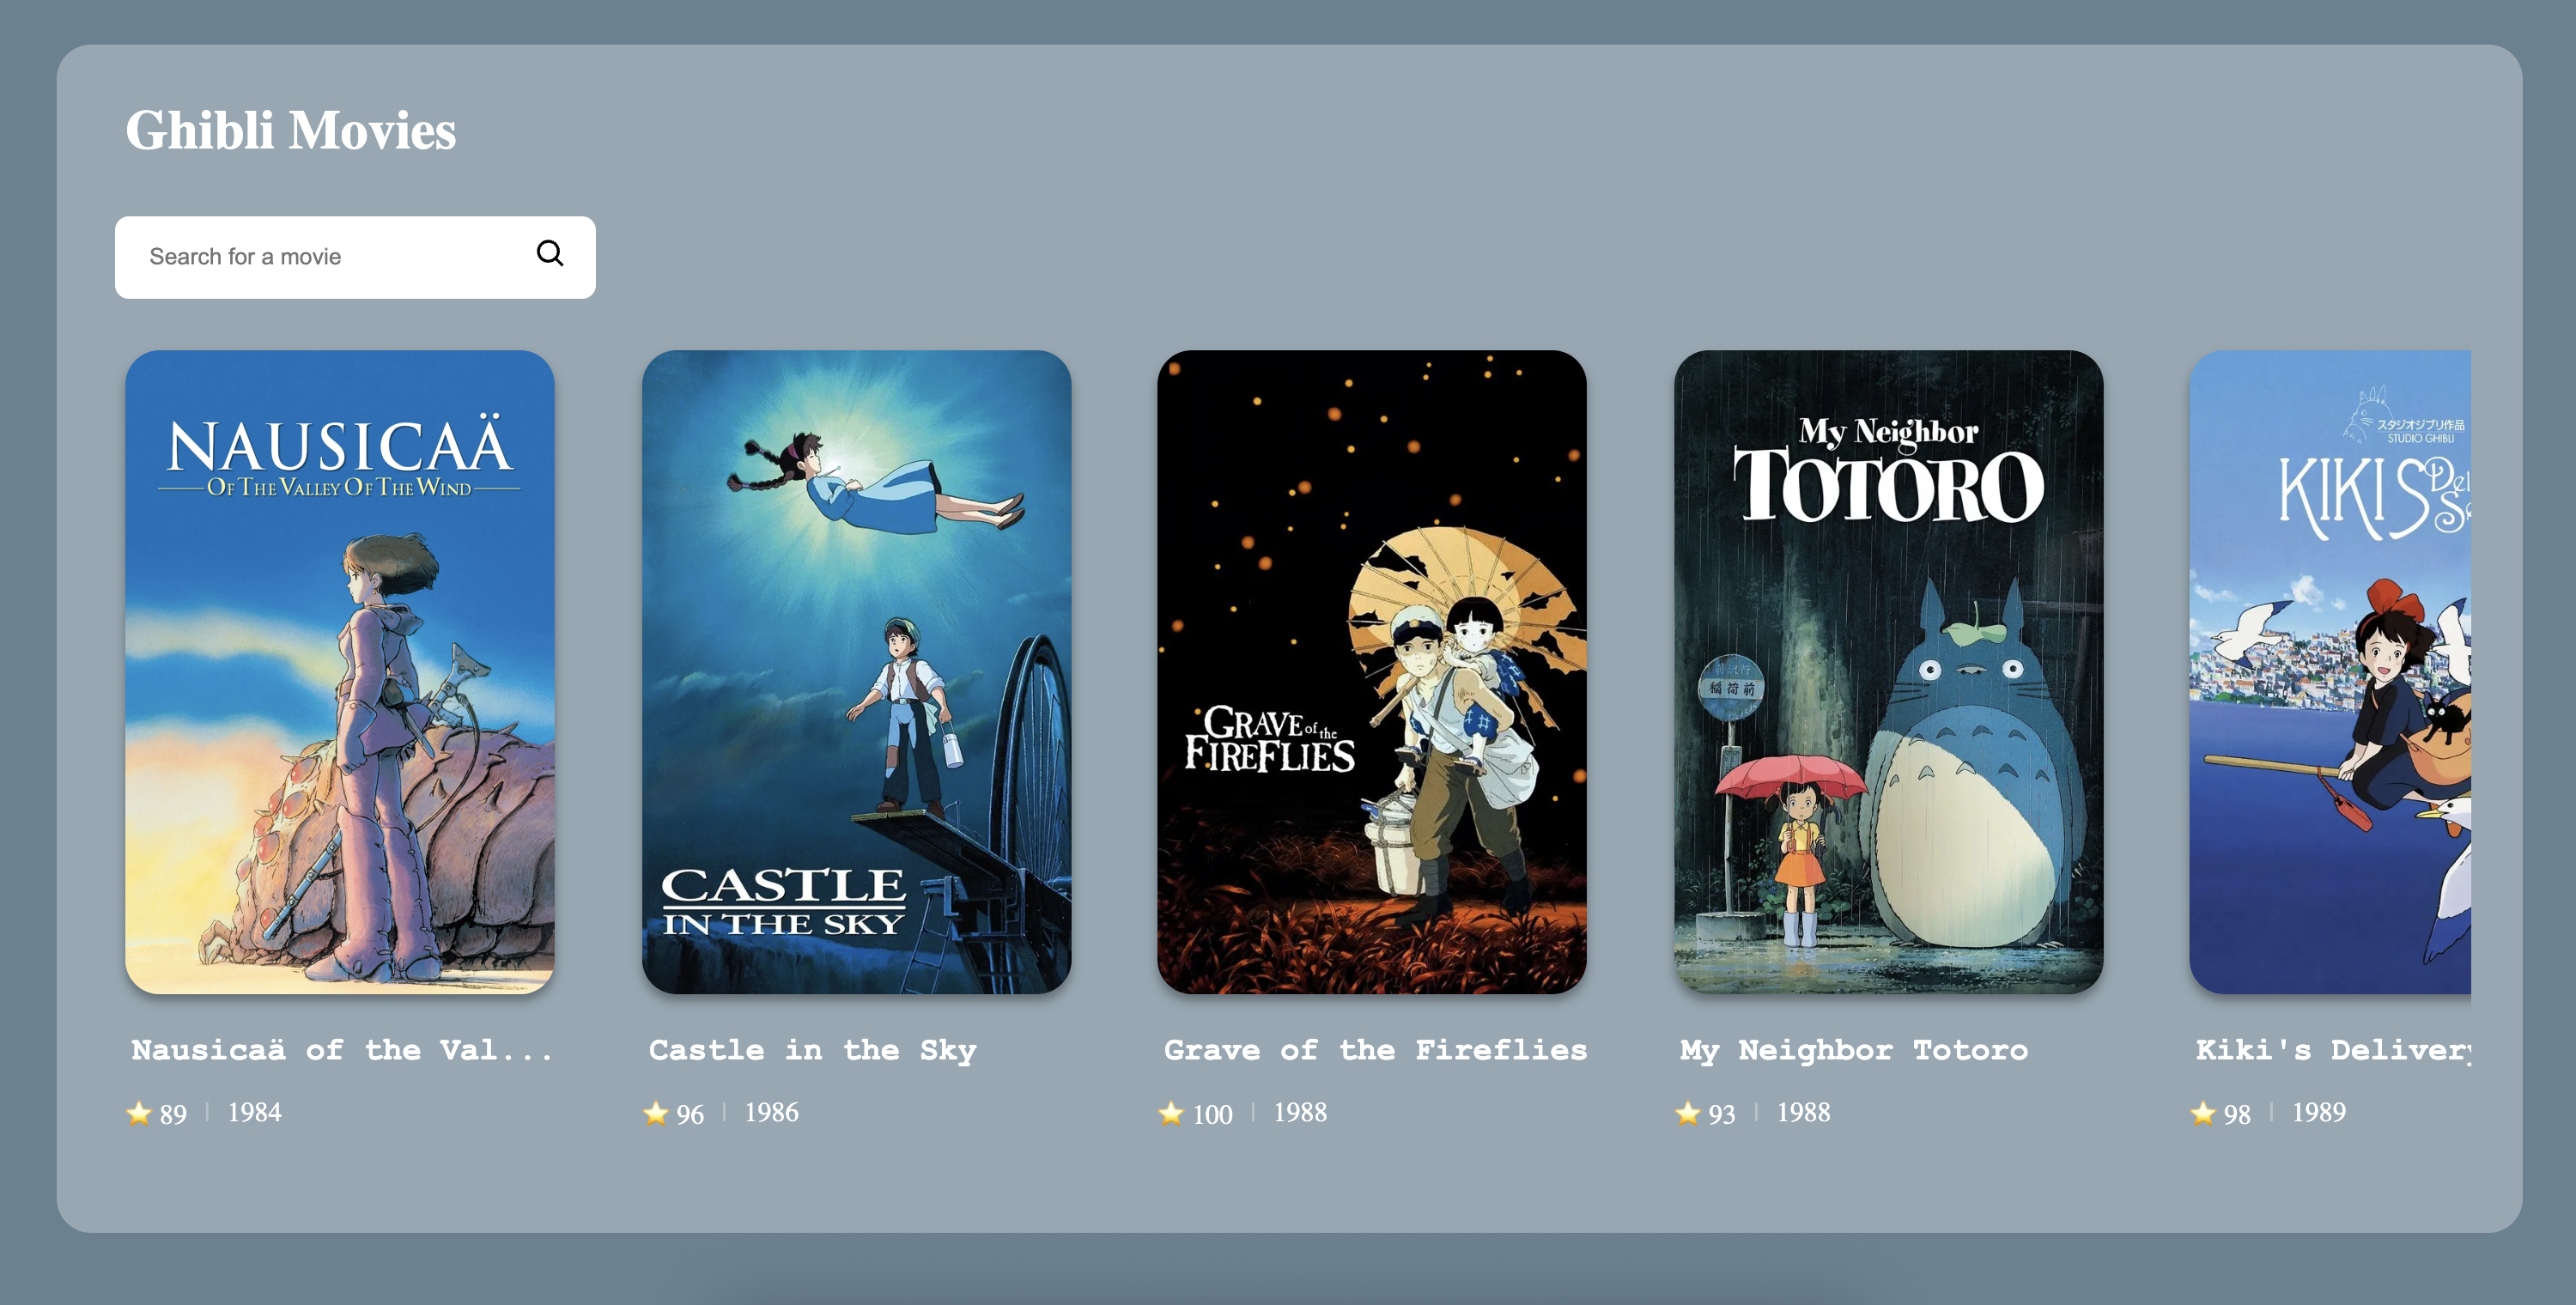 Ghibli Movies
Search for a movie
NAUSICAÄ
OF THE VALLEY OF THE WIND
CASTLE
IN THE SKY
GRAVE of the
FIREFLIES
My Neighbor
TOTORO
稲荷前
スタジオジブリ作品
STUDIO GHIBLI
KIKIS
Nausicaä of the Val...
Castle in the Sky
Grave of the Fireflies
My Neighbor Totoro
Kiki's Delivery
89 | 1984
96 | 1986
100 | 1988
93 | 1988
98 | 1989